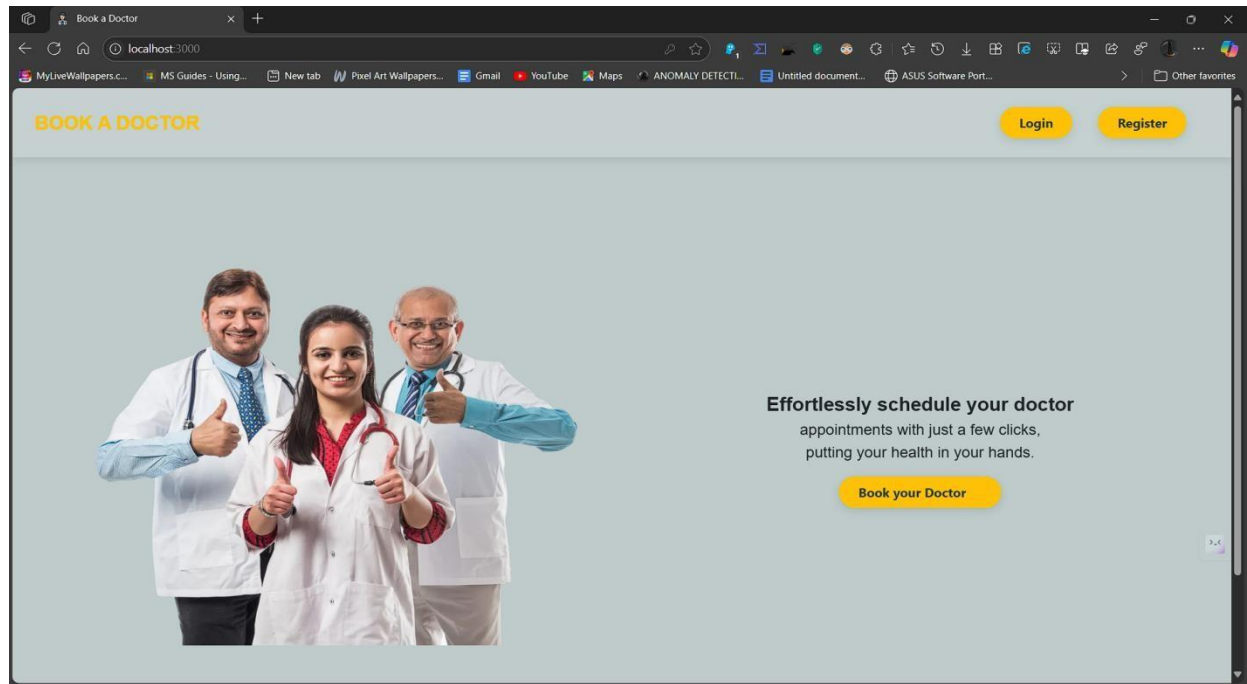 Book a Doctor
localhost:3000
MyLiveWallpapers.c... MS Guides - Using... New tab Pixel Art Wallpapers... Gmail YouTube Maps ANOMALY DETECTI... Untitled document... ASUS Software Port... Other favorites
BOOK A DOCTOR
Login Register
Effortlessly schedule your doctor
appointments with just a few clicks,
putting your health in your hands.
Book your Doctor